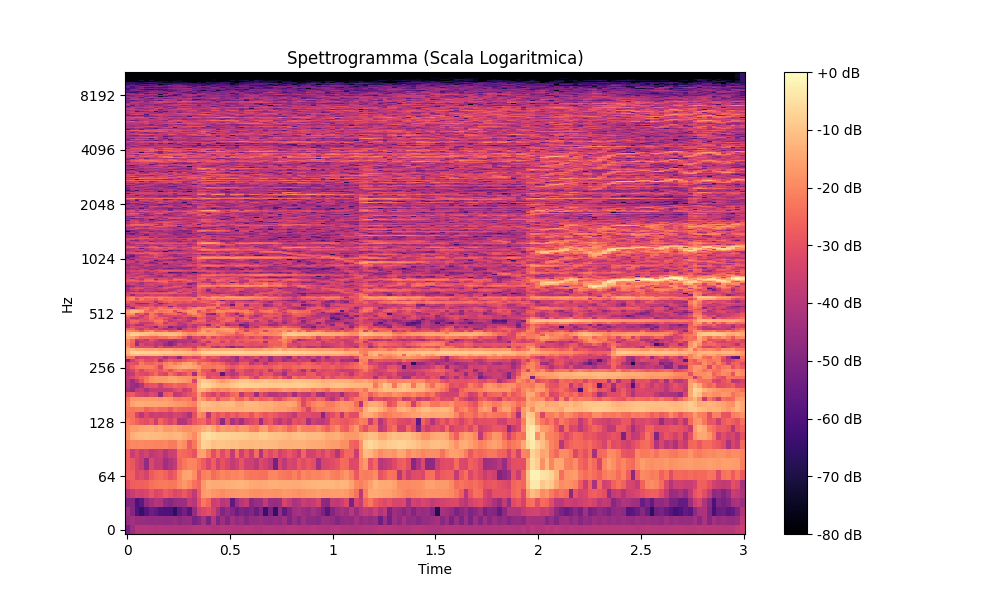 Spettrogramma (Scala Logaritmica)
Hz
8192
4096
2048
1024
512
256
128
64
0
0
0.5
1
1.5
2
2.5
3
Time
+0 dB
-10 dB
-20 dB
-30 dB
-40 dB
-50 dB
-60 dB
-70 dB
-80 dB